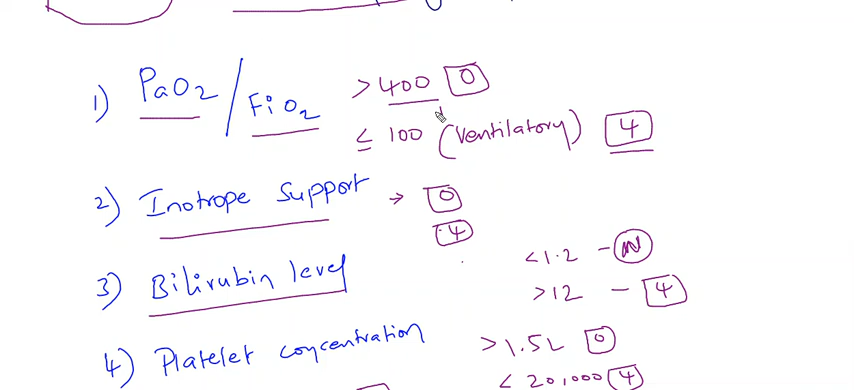 1) PaO2 / FiO2 > 400 0
≤ 100 (Ventilatory) 4
2) Inotrope Support → 0
4
3) Bilirubin level < 1.2 - N
> 12 - 4
4) Platelet concentration > 1.5L 0
< 20,000 4